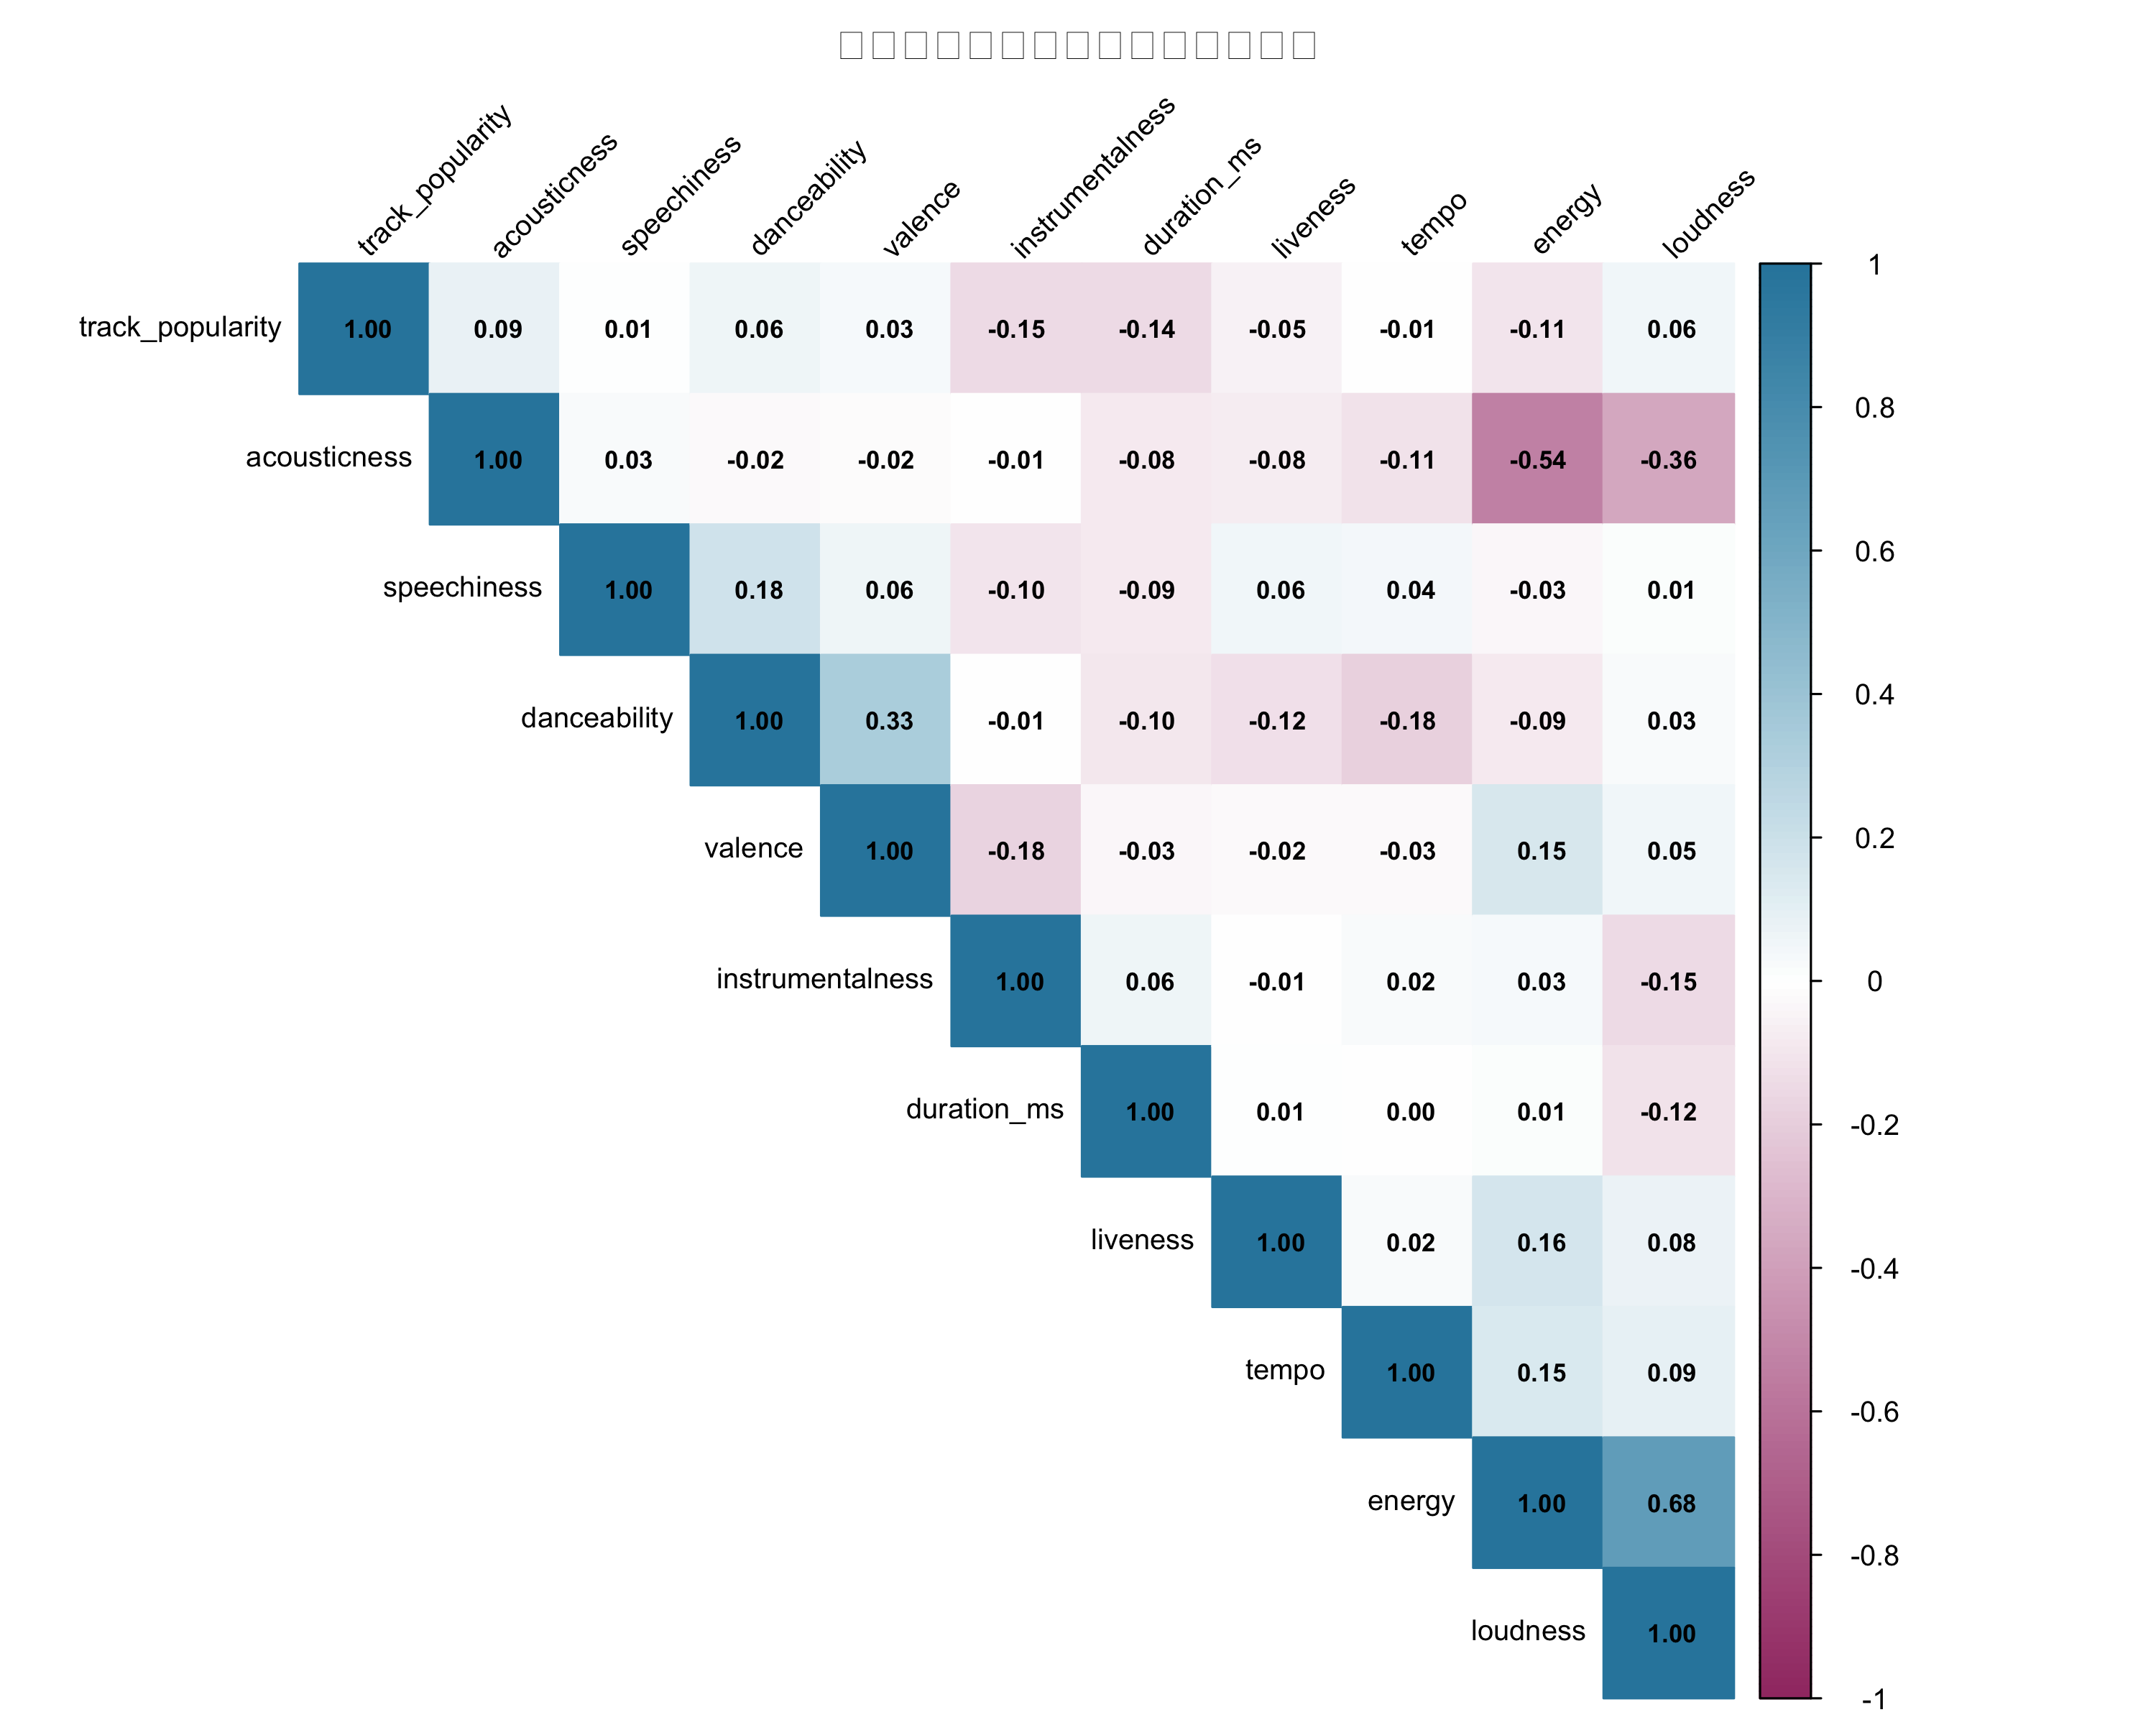 track_popularity acousticness speechiness danceability valence instrumentalness duration_ms liveness tempo energy loudness
track_popularity 1.00 0.09 0.01 0.06 0.03 -0.15 -0.14 -0.05 -0.01 -0.11 0.06
acousticness 1.00 0.03 -0.02 -0.02 -0.01 -0.08 -0.08 -0.11 -0.54 -0.36
speechiness 1.00 0.18 0.06 -0.10 -0.09 0.06 0.04 -0.03 0.01
danceability 1.00 0.33 -0.01 -0.10 -0.12 -0.18 -0.09 0.03
valence 1.00 -0.18 -0.03 -0.02 -0.03 0.15 0.05
instrumentalness 1.00 0.06 -0.01 0.02 0.03 -0.15
duration_ms 1.00 0.01 0.00 0.01 -0.12
liveness 1.00 0.02 0.16 0.08
tempo 1.00 0.15 0.09
energy 1.00 0.68
loudness 1.00
1
0.8
0.6
0.4
0.2
0
-0.2
-0.4
-0.6
-0.8
-1